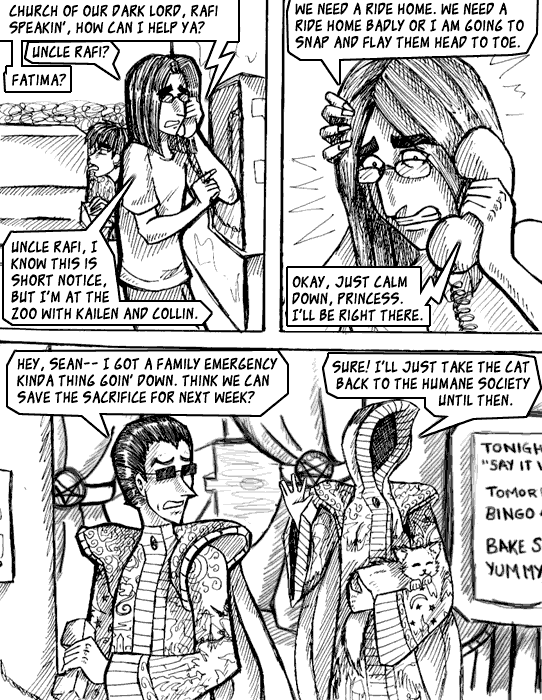 CHURCH OF OUR DARK LORD, RAFI
SPEAKIN', HOW CAN I HELP YA?
UNCLE RAFI?
FATIMA?
UNCLE RAFI, I
KNOW THIS IS
SHORT NOTICE,
BUT I'M AT THE
ZOO WITH KAILEN AND COLLIN.
WE NEED A RIDE HOME. WE NEED A
RIDE HOME BADLY OR I AM GOING TO
SNAP AND FLAY THEM HEAD TO TOE.
OKAY, JUST CALM
DOWN, PRINCESS.
I'LL BE RIGHT THERE.
HEY, SEAN-- I GOT A FAMILY EMERGENCY
KINDA THING GOIN' DOWN. THINK WE CAN
SAVE THE SACRIFICE FOR NEXT WEEK?
SURE! I'LL JUST TAKE THE CAT
BACK TO THE HUMANE SOCIETY
UNTIL THEN.
TONIGH
"SAY IT
TOMOR
BINGO
BAKE S
YUMMY